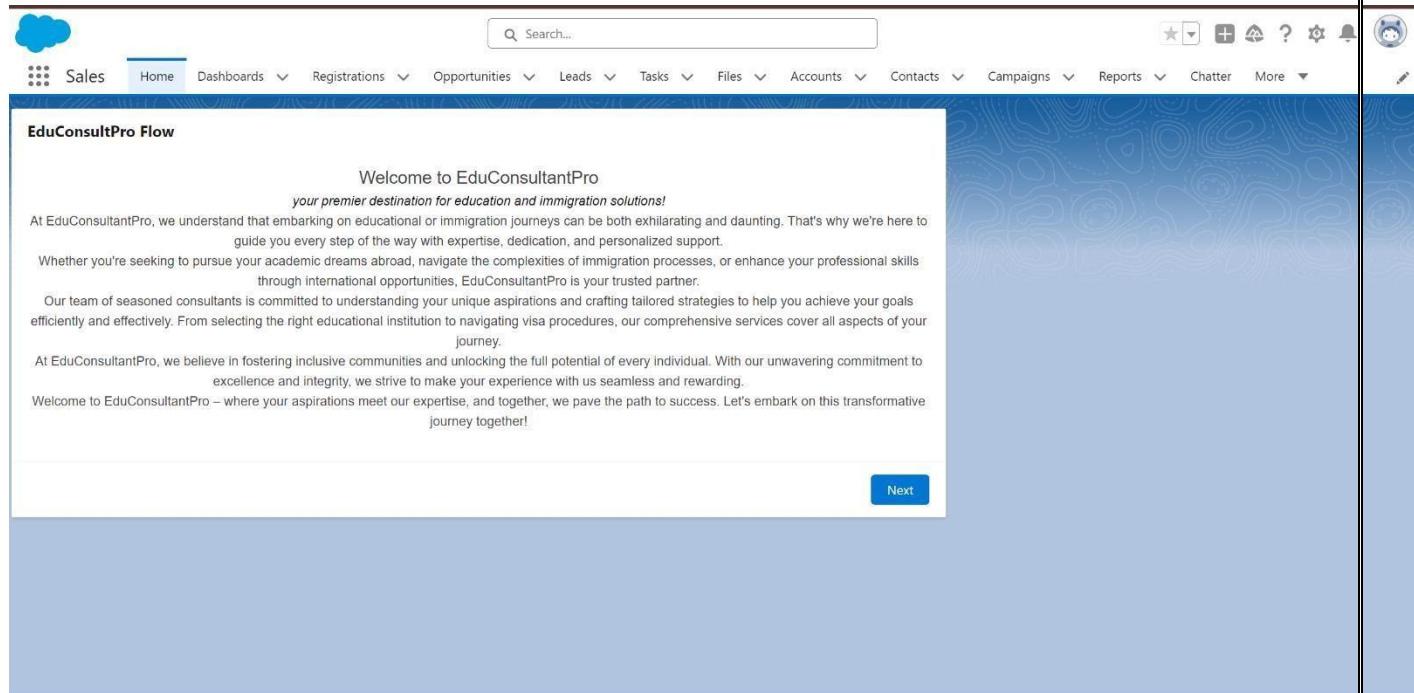 Search...
Sales Home Dashboards Registrations Opportunities Leads Tasks Files Accounts Contacts Campaigns Reports Chatter More
EduConsultPro Flow
Welcome to EduConsultantPro
your premier destination for education and immigration solutions!
At EduConsultantPro, we understand that embarking on educational or immigration journeys can be both exhilarating and daunting. That's why we're here to
guide you every step of the way with expertise, dedication, and personalized support.
Whether you're seeking to pursue your academic dreams abroad, navigate the complexities of immigration processes, or enhance your professional skills
through international opportunities, EduConsultantPro is your trusted partner.
Our team of seasoned consultants is committed to understanding your unique aspirations and crafting tailored strategies to help you achieve your goals
efficiently and effectively. From selecting the right educational institution to navigating visa procedures, our comprehensive services cover all aspects of your
journey.
At EduConsultantPro, we believe in fostering inclusive communities and unlocking the full potential of every individual. With our unwavering commitment to
excellence and integrity, we strive to make your experience with us seamless and rewarding.
Welcome to EduConsultantPro – where your aspirations meet our expertise, and together, we pave the path to success. Let's embark on this transformative
journey together!
Next